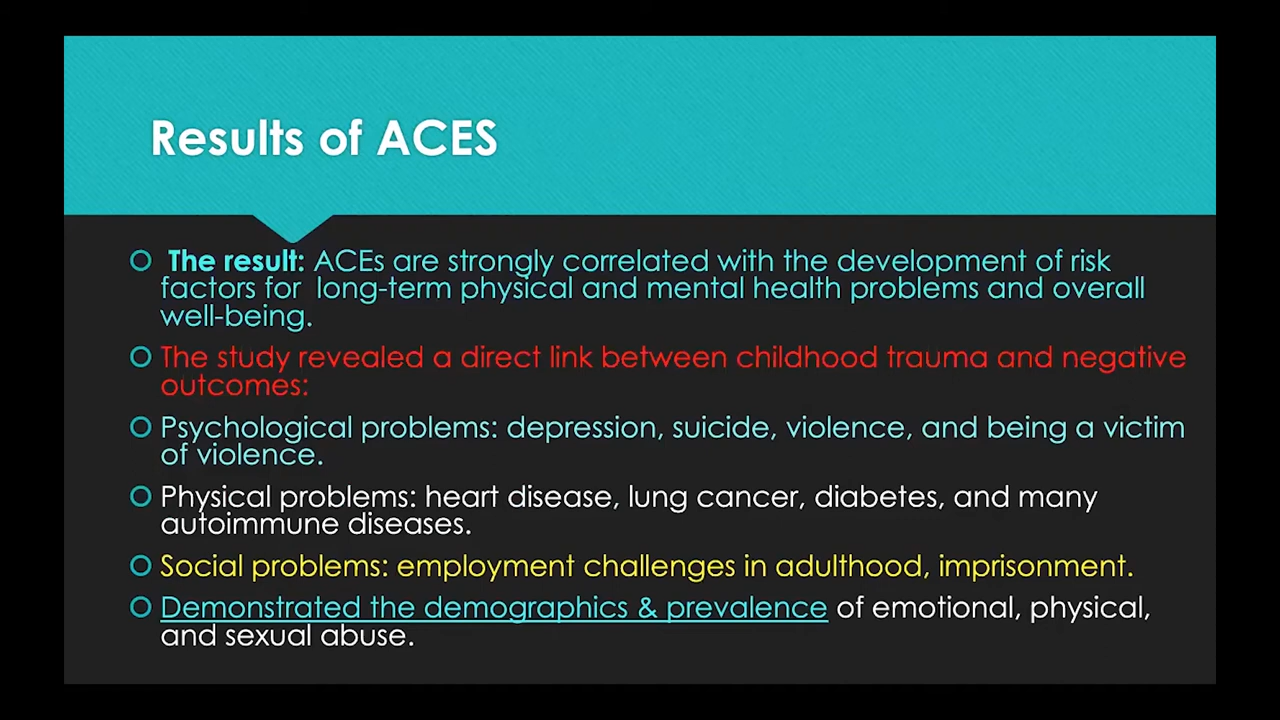 Results of ACES
The result: ACEs are strongly correlated with the development of risk
factors for long-term physical and mental health problems and overall
well-being.
The study revealed a direct link between childhood trauma and negative
outcomes:
Psychological problems: depression, suicide, violence, and being a victim
of violence.
Physical problems: heart disease, lung cancer, diabetes, and many
autoimmune diseases.
Social problems: employment challenges in adulthood, imprisonment.
Demonstrated the demographics & prevalence of emotional, physical,
and sexual abuse.